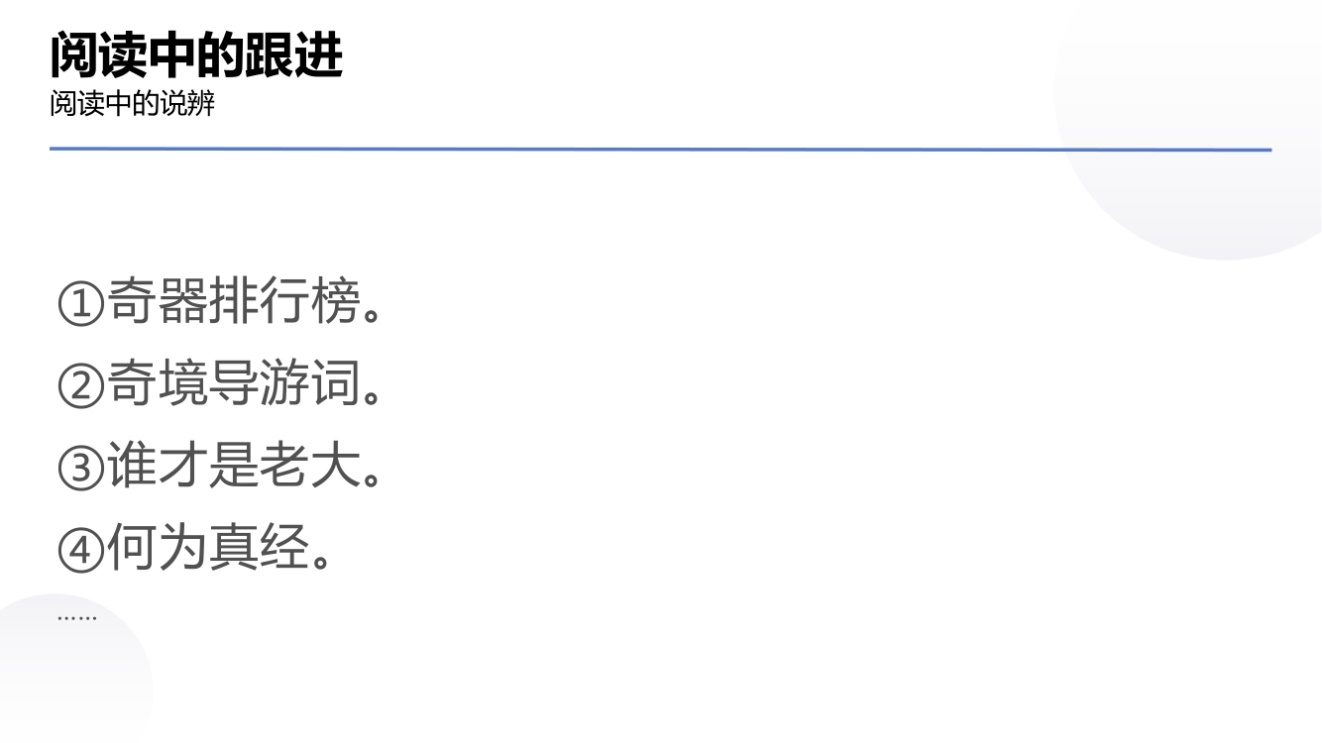 阅读中的跟进
阅读中的说辨
①奇器排行榜。
②奇境导游词。
③谁才是老大。
④何为真经。
……